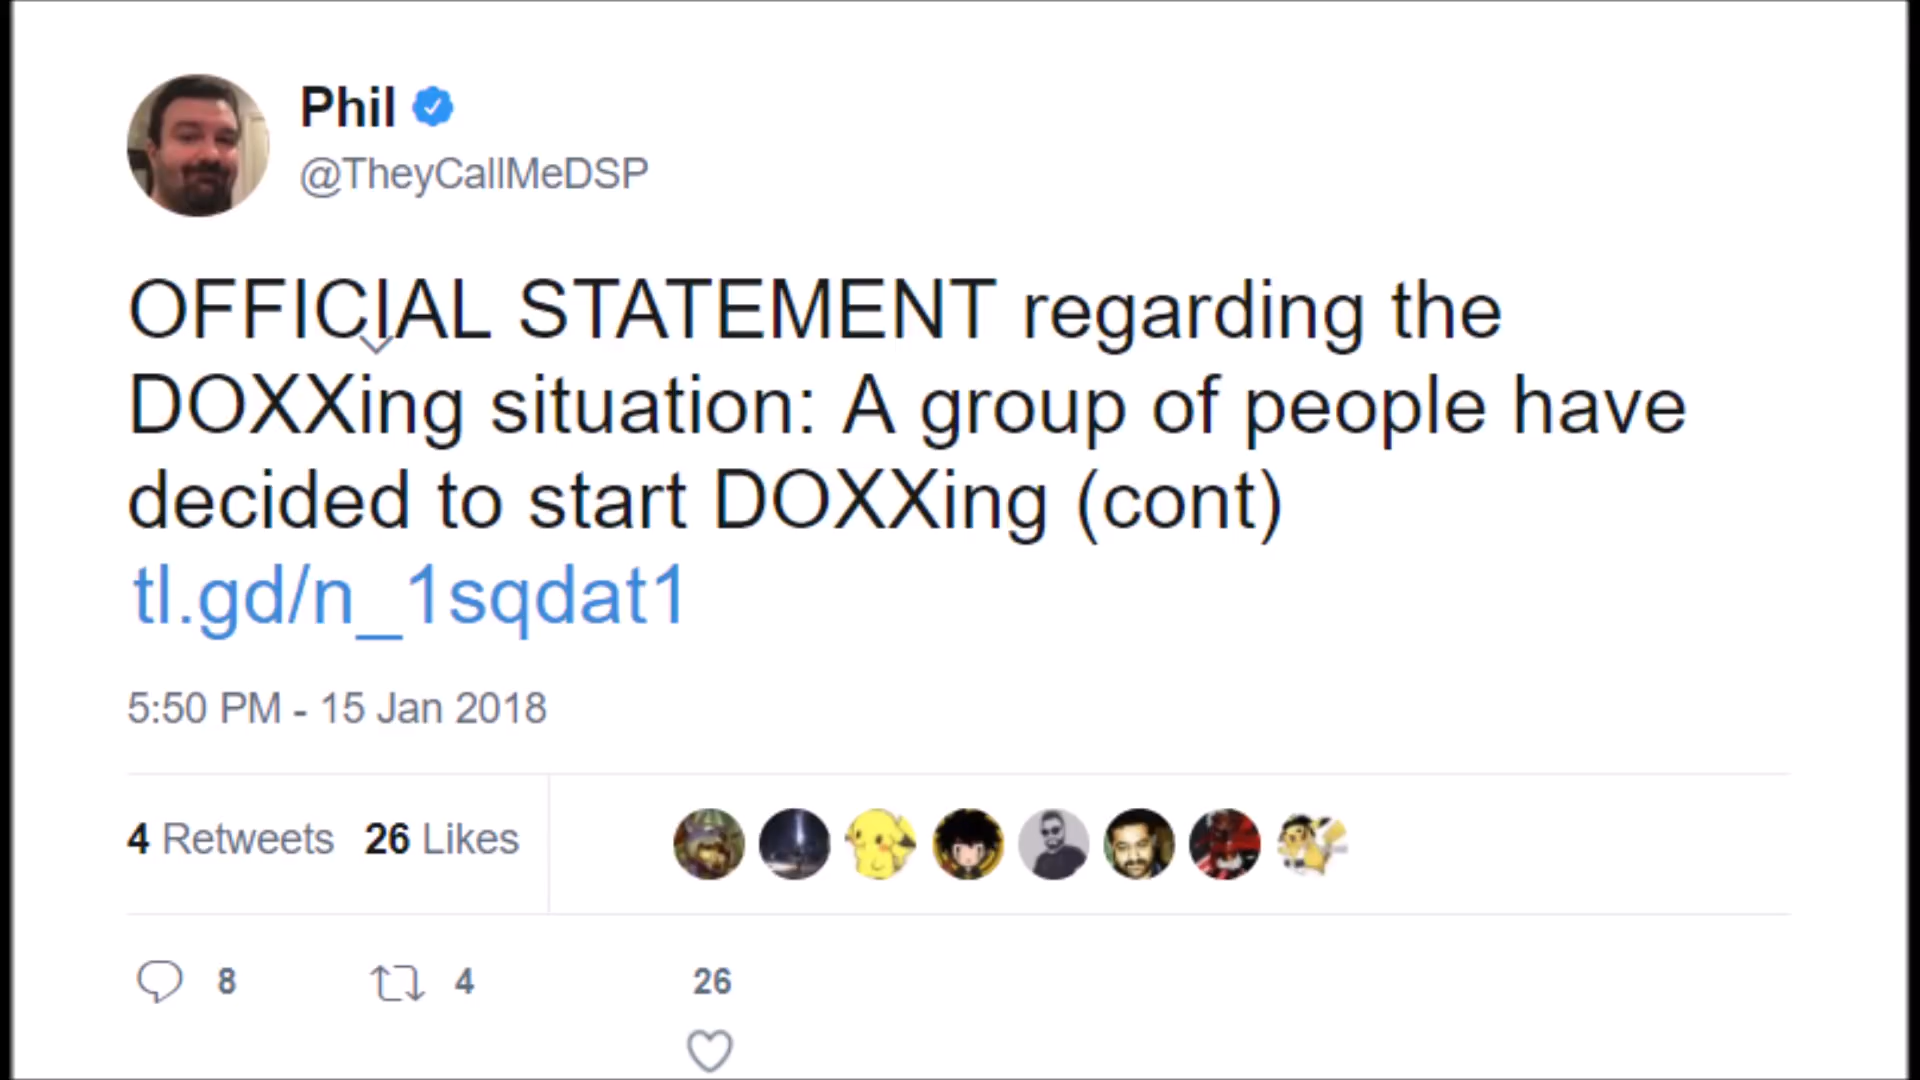 Phil
@TheyCallMeDSP
OFFICIAL STATEMENT regarding the
DOXXing situation: A group of people have
decided to start DOXXing (cont)
tl.gd/n_1sqdat1
5:50 PM - 15 Jan 2018
4 Retweets 26 Likes
8 4 26